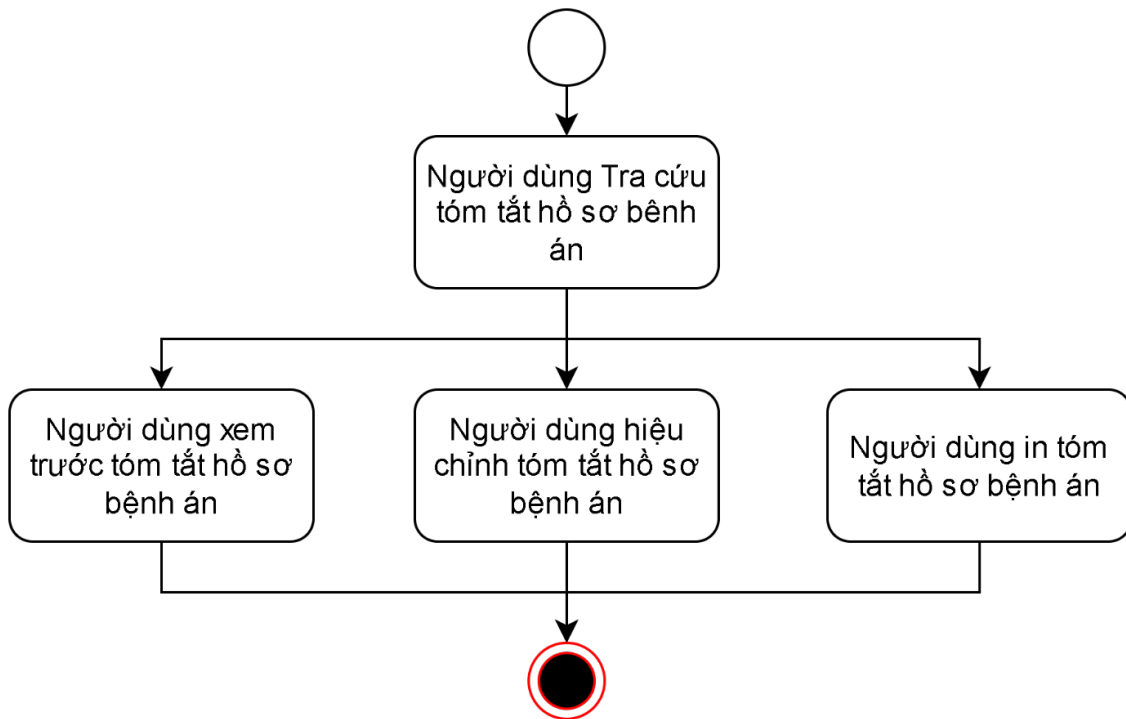 Người dùng Tra cứu
tóm tắt hồ sơ bênh
án
Người dùng xem
trước tóm tắt hồ sơ
bệnh án
Người dùng hiệu
chỉnh tóm tắt hồ sơ
bệnh án
Người dùng in tóm
tắt hồ sơ bệnh án